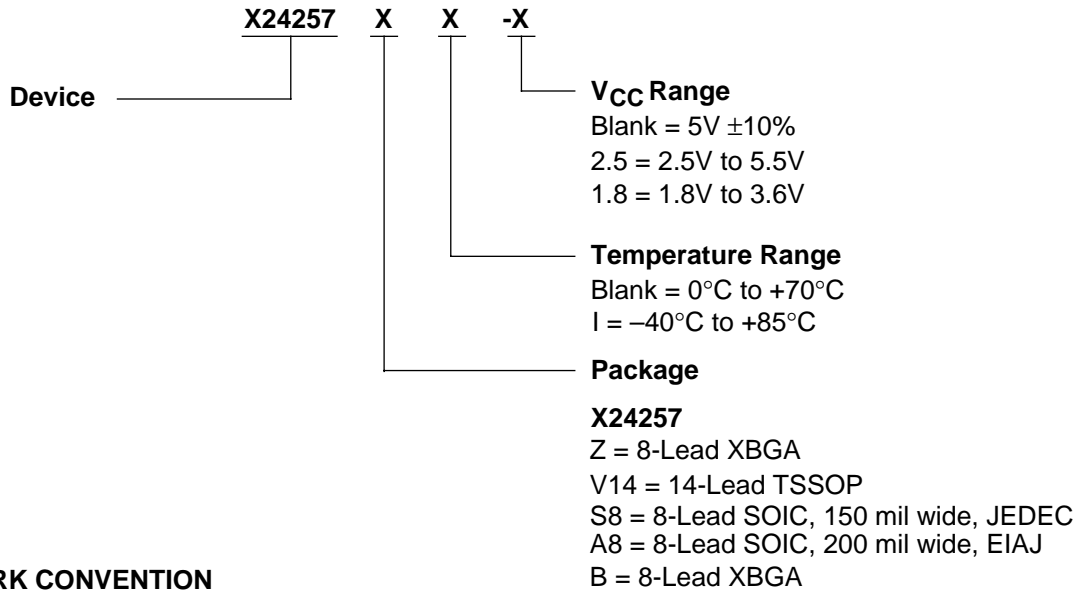 X24257 X X -X
Device
VCC Range
Blank = 5V ±10%
2.5 = 2.5V to 5.5V
1.8 = 1.8V to 3.6V
Temperature Range
Blank = 0°C to +70°C
I = –40°C to +85°C
Package
X24257
Z = 8-Lead XBGA
V14 = 14-Lead TSSOP
S8 = 8-Lead SOIC, 150 mil wide, JEDEC
A8 = 8-Lead SOIC, 200 mil wide, EIAJ
B = 8-Lead XBGA
RK CONVENTION